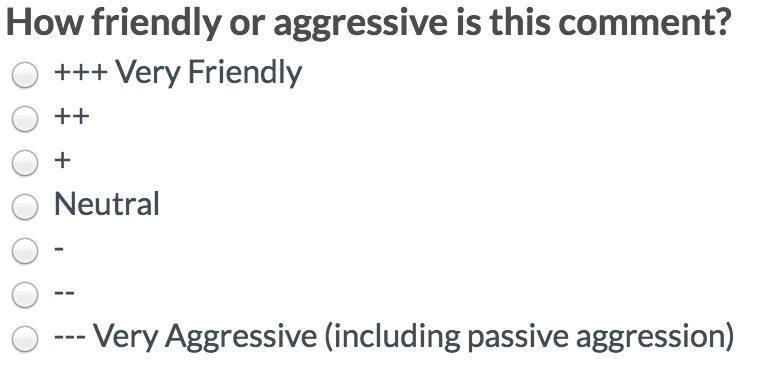 How friendly or aggressive is this comment?
+++ Very Friendly
++
+
Neutral
-
--
--- Very Aggressive (including passive aggression)